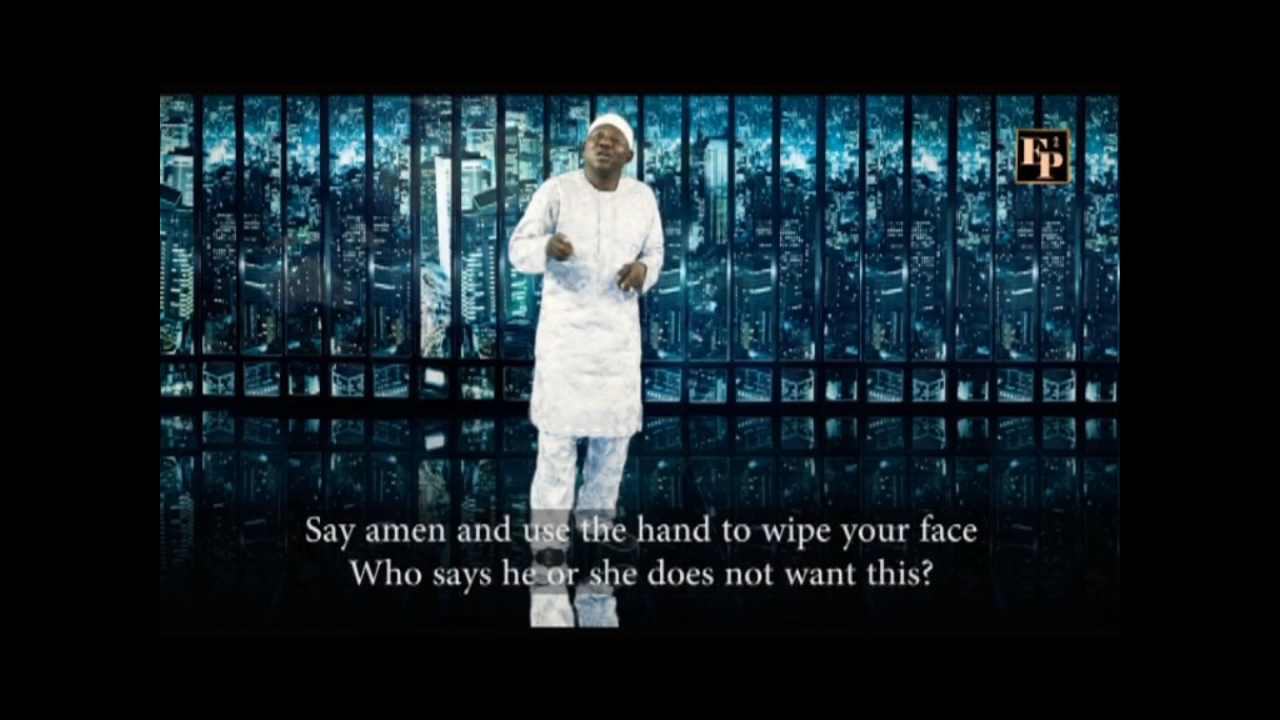 EP2
Say amen and use the hand to wipe your face
Who says he or she does not want this?